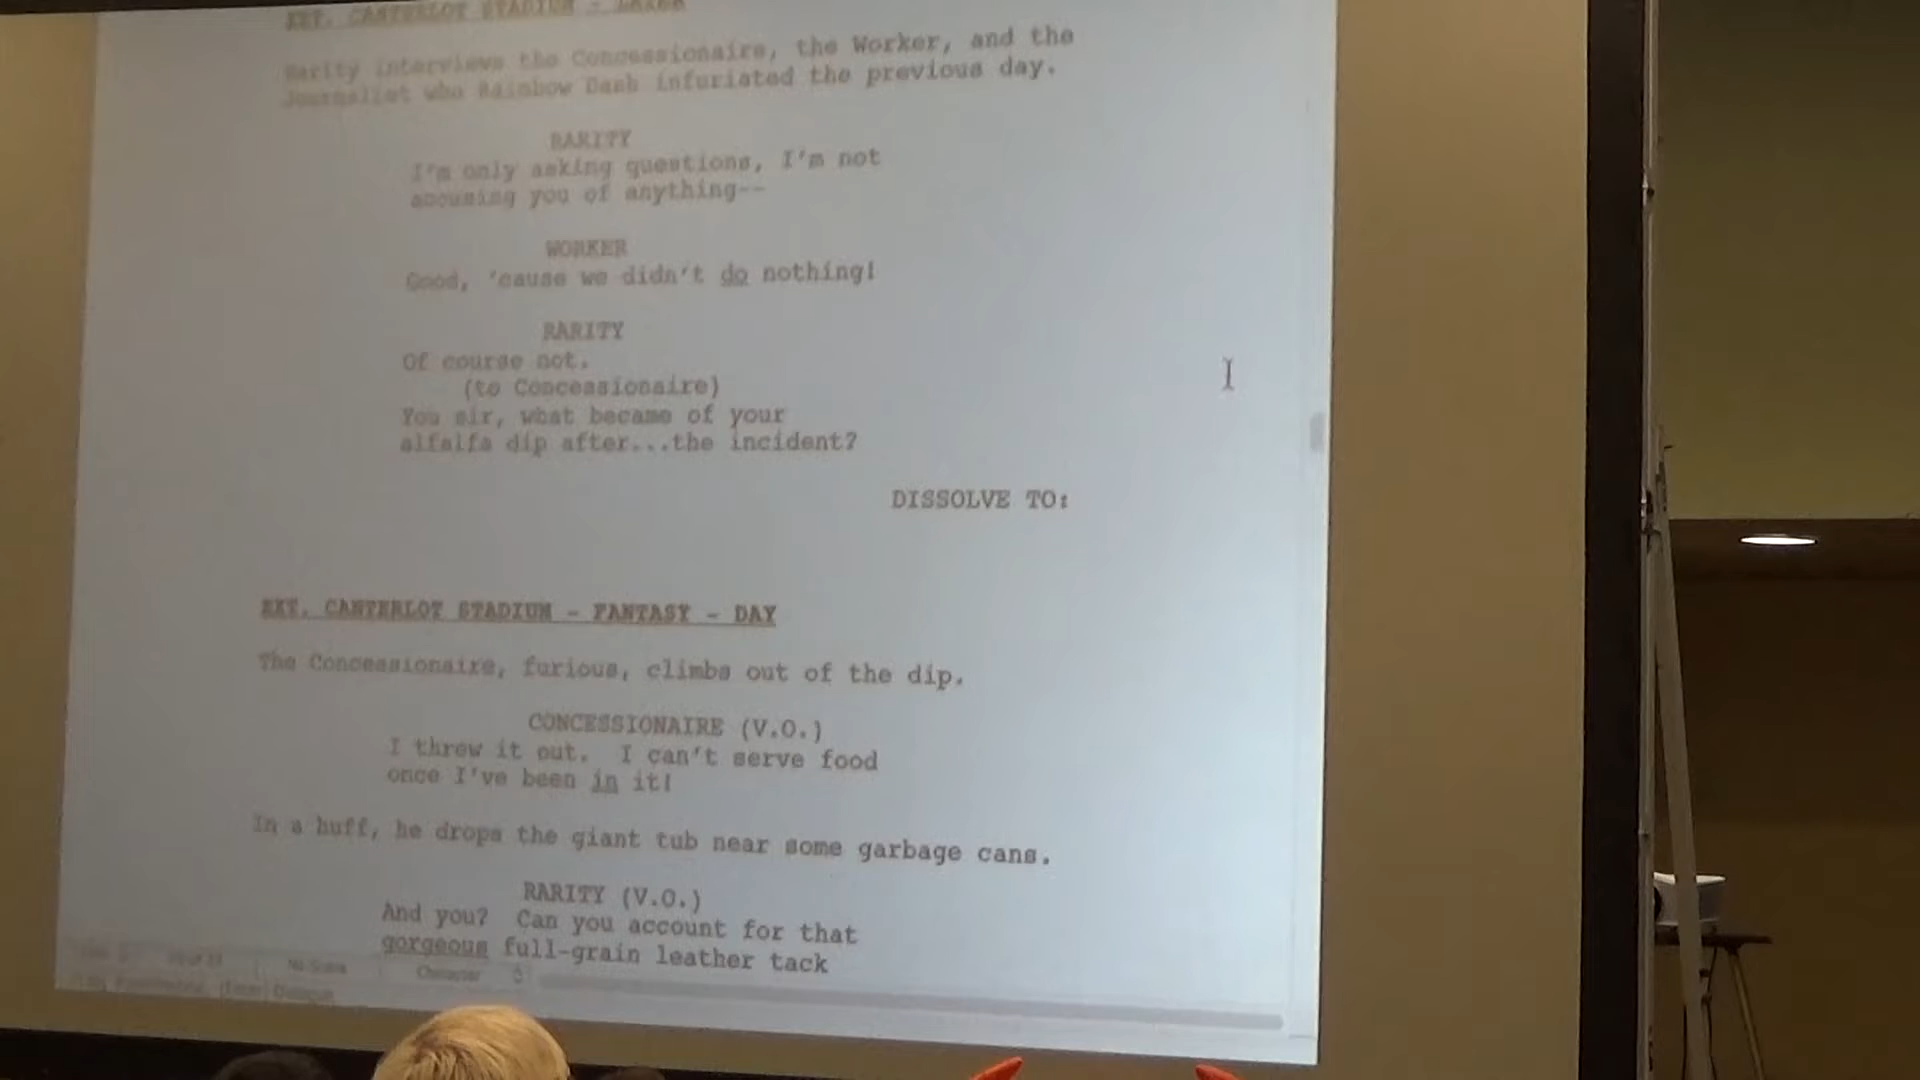 EXT. CANTERLOT STADIUM - LATER
Rarity interviews the Concessionaire, the Worker, and the
Journalist who Rainbow Dash infuriated the previous day.
RARITY
I'm only asking questions, I'm not
accusing you of anything--
WORKER
Good, 'cause we didn't do nothing!
RARITY
Of course not.
(to Concessionaire)
You sir, what became of your
alfalfa dip after...the incident?
DISSOLVE TO:
EXT. CANTERLOT STADIUM - FANTASY - DAY
The Concessionaire, furious, climbs out of the dip.
CONCESSIONAIRE (V.O.)
I threw it out. I can't serve food
once I've been in it!
In a huff, he drops the giant tub near some garbage cans.
RARITY (V.O.)
And you? Can you account for that
gorgeous full-grain leather tack
No Scene Character
Dialogue